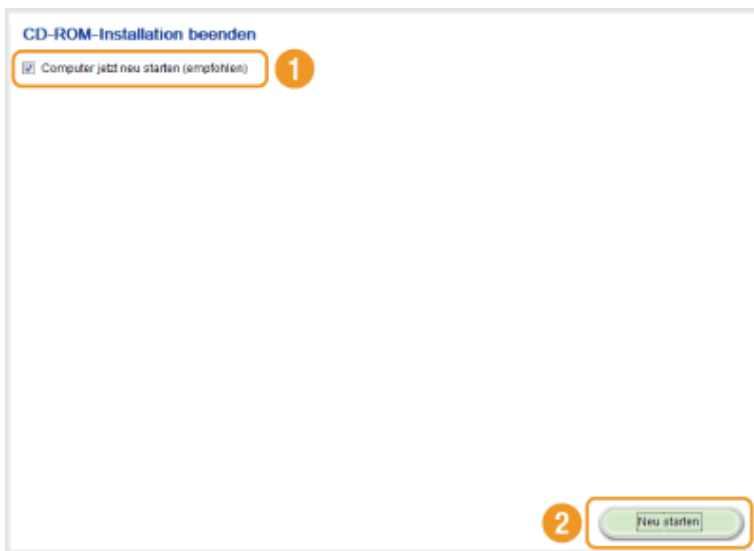 CD-ROM-Installation beenden
Computer jetzt neu starten (empfohlen)
1
2
Neu starten